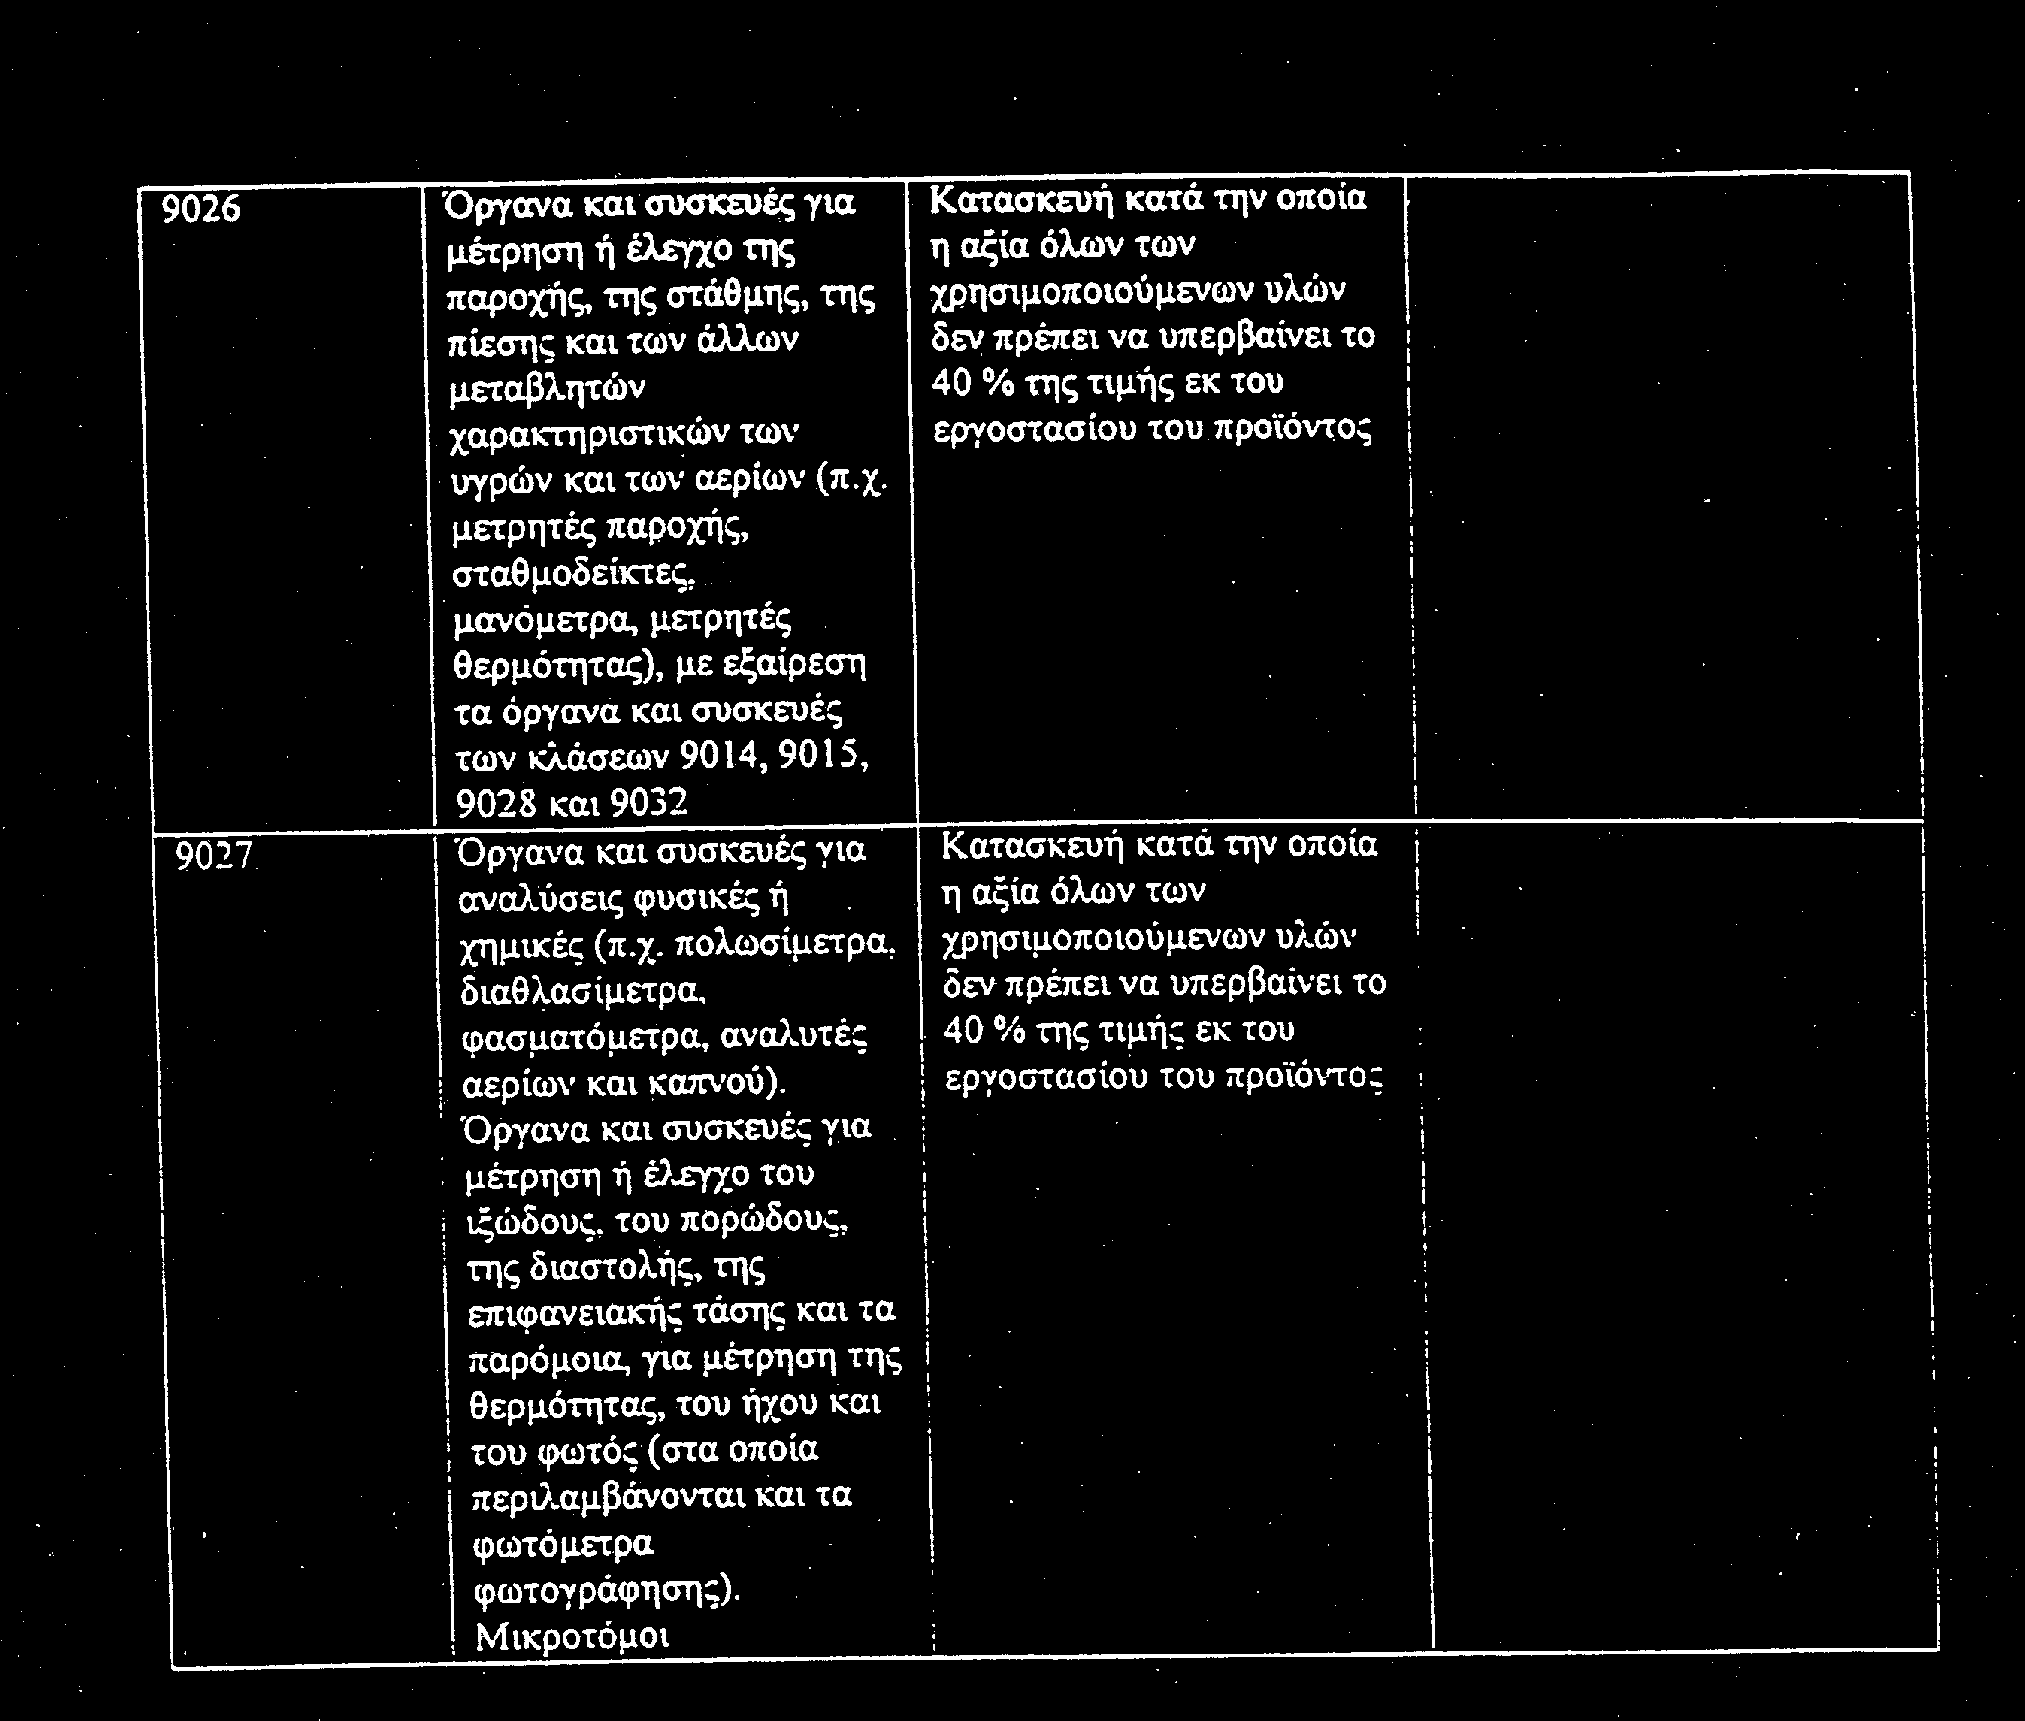 9026
Όργανα και συσκευές για
μέτρηση ή έλεγχο της
παροχής, της στάθμης, της
πίεσης και των άλλων
μεταβλητών
χαρακτηριστικών των
υγρών και των αερίων (π.χ.
μετρητές παροχής,
σταθμοδείκτες,
μανόμετρα, μετρητές
θερμότητας), με εξαίρεση
τα όργανα και συσκευές
των κλάσεων 9014, 9015,
9028 και 9032
Κατασκευή κατά την οποία
η αξία όλων των
χρησιμοποιούμενων υλών
δεν πρέπει να υπερβαίνει το
40 % της τιμής εκ του
εργοστασίου του προϊόντος
9027
Όργανα και συσκευές για
αναλύσεις φυσικές ή
χημικές (π.χ. πολωσίμετρα,
διαθλασίμετρα,
φασματόμετρα, αναλυτές
αερίων και καπνού).
Όργανα και συσκευές για
μέτρηση ή έλεγχο του
ιξώδους, του πορώδους,
της διαστολής, της
επιφανειακής τάσης και τα
παρόμοια, για μέτρηση της
θερμότητας, του ήχου και
του φωτός (στα οποία
περιλαμβάνονται και τα
φωτόμετρα
φωτογράφησης).
Μικροτόμοι
Κατασκευή κατά την οποία
η αξία όλων των
χρησιμοποιούμενων υλών
δεν πρέπει να υπερβαίνει το
40 % της τιμής εκ του
εργοστασίου του προϊόντος